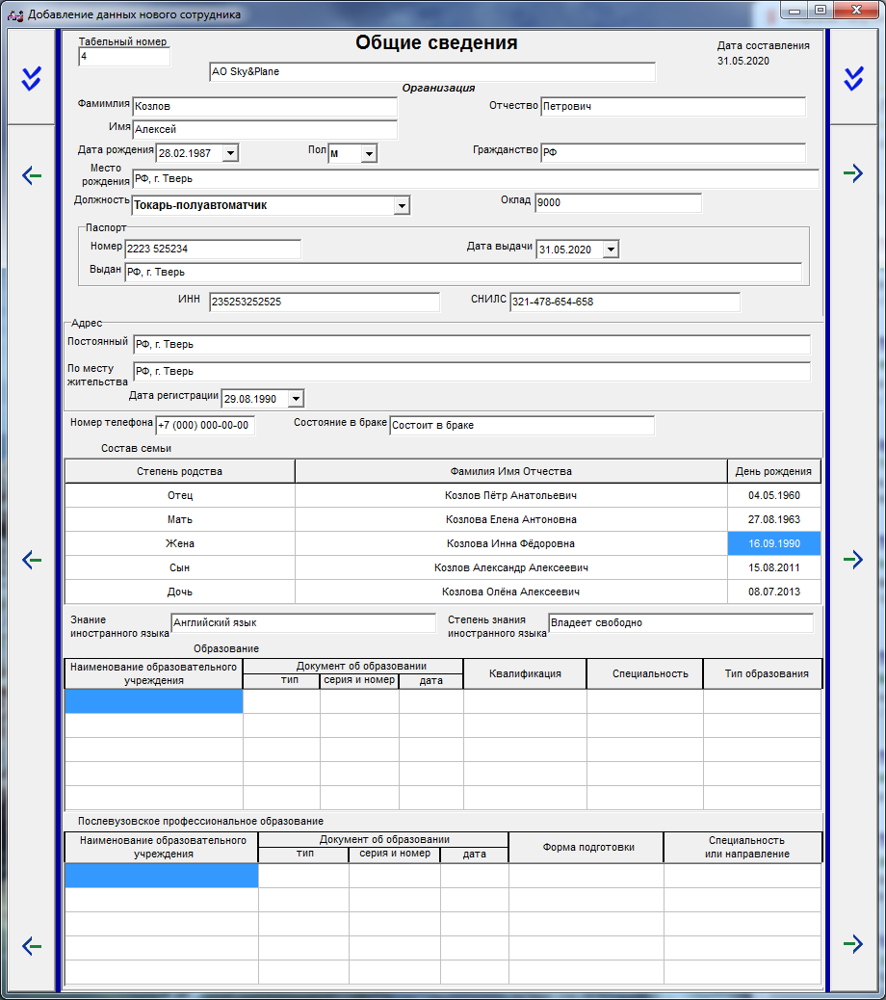 Добавление данных нового сотрудника
Табельный номер
4
Общие сведения
Дата составления
31.05.2020
АО Sky&Plane
Организация
Фамимлия Козлов
Отчество Петрович
Имя Алексей
Дата рождения 28.02.1987
Пол м
Гражданство РФ
Место
рождения РФ, г. Тверь
Должность Токарь-полуавтоматчик
Оклад 9000
Паспорт
Номер 2223 525234
Дата выдачи 31.05.2020
Выдан РФ, г. Тверь
ИНН 235253252525
СНИЛС 321-478-654-658
Адрес
Постоянный РФ, г. Тверь
По месту
жительства РФ, г. Тверь
Дата регистрации 29.08.1990
Номер телефона +7 (000) 000-00-00
Состояние в браке Состоит в браке
Состав семьи
Степень родства Фамилия Имя Отчества День рождения
Отец Козлов Пётр Анатольевич 04.05.1960
Мать Козлова Елена Антоновна 27.08.1963
Жена Козлова Инна Фёдоровна 16.09.1990
Сын Козлов Александр Алексеевич 15.08.2011
Дочь Козлова Олёна Алексеевич 08.07.2013
Знание
иностранного языка Английский язык
Степень знания
иностранного языка Владеет свободно
Образование
Наименование образовательного
учреждения
Документ об образовании
тип серия и номер дата
Квалификация
Специальность
Тип образования
Послевузовское профессиональное образование
Наименование образовательного
учреждения
Документ об образовании
тип серия и номер дата
Форма подготовки
Специальность
или направление